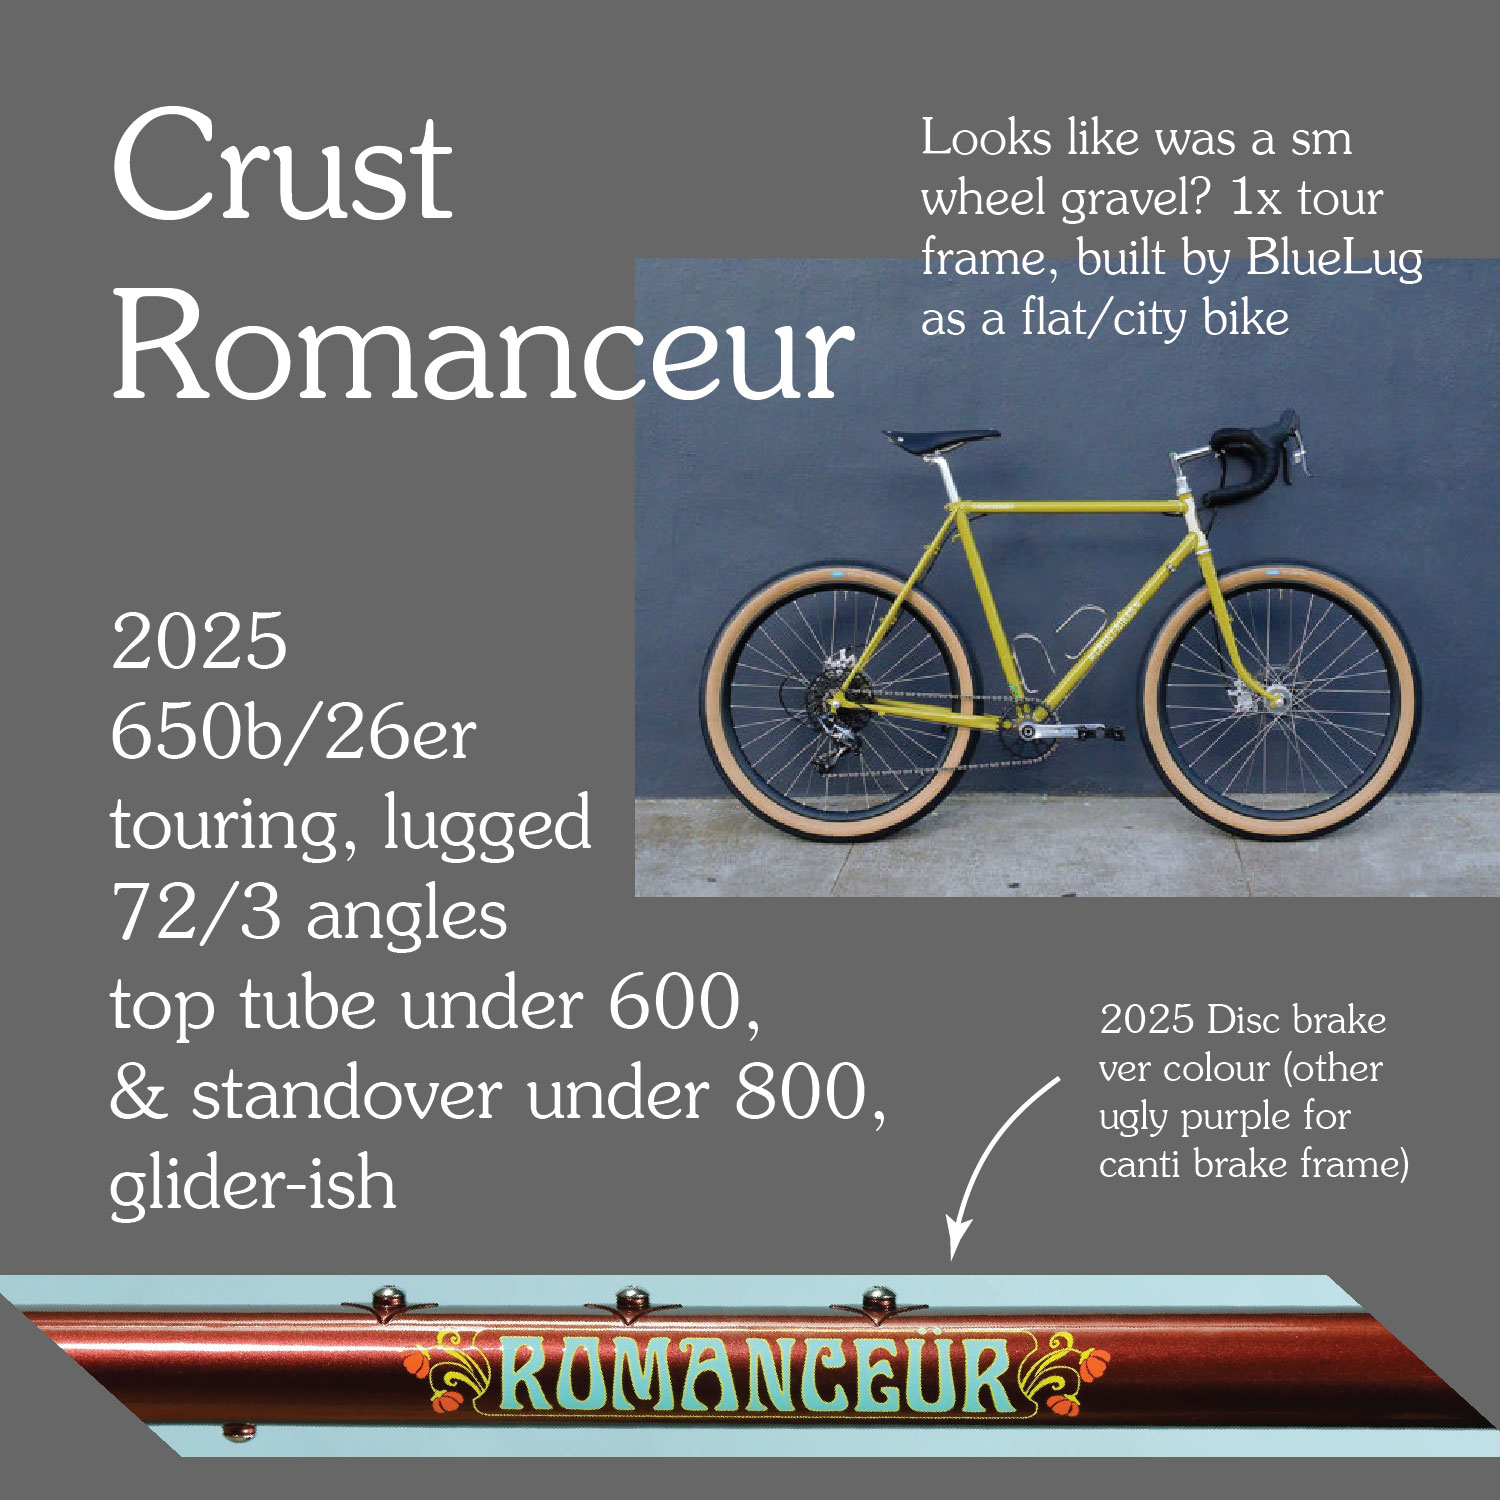 Crust
Romanceur
Looks like was a sm
wheel gravel? 1x tour
frame, built by BlueLug
as a flat/city bike
2025
650b/26er
touring, lugged
72/3 angles
top tube under 600,
& standover under 800,
glider-ish
2025 Disc brake
ver colour (other
ugly purple for
canti brake frame)
ROMANCEÜR